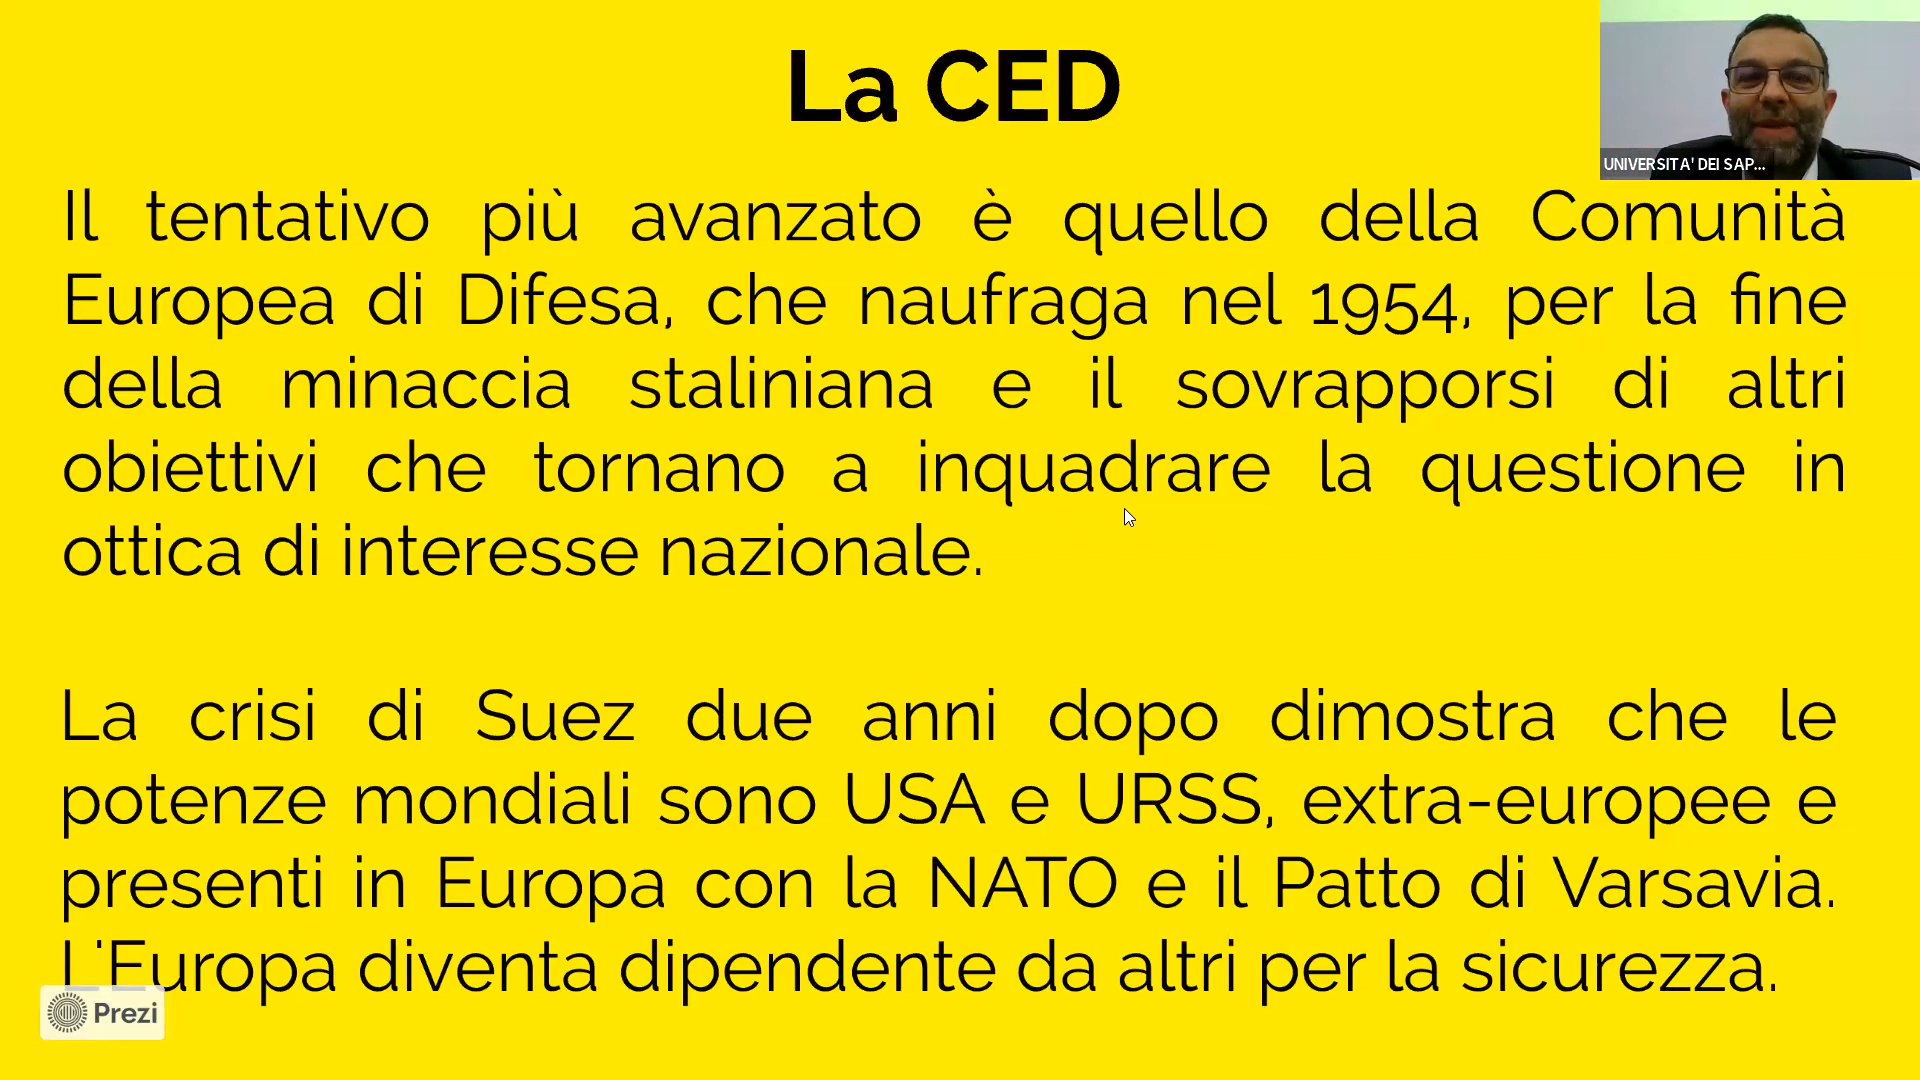 La CED
UNIVERSITA' DEI SAP...
Il tentativo più avanzato è quello della Comunità
Europea di Difesa, che naufraga nel 1954, per la fine
della minaccia staliniana e il sovrapporsi di altri
obiettivi che tornano a inquadrare la questione in
ottica di interesse nazionale.
La crisi di Suez due anni dopo dimostra che le
potenze mondiali sono USA e URSS, extra-europee e
presenti in Europa con la NATO e il Patto di Varsavia.
L'Europa diventa dipendente da altri per la sicurezza.
Prezi